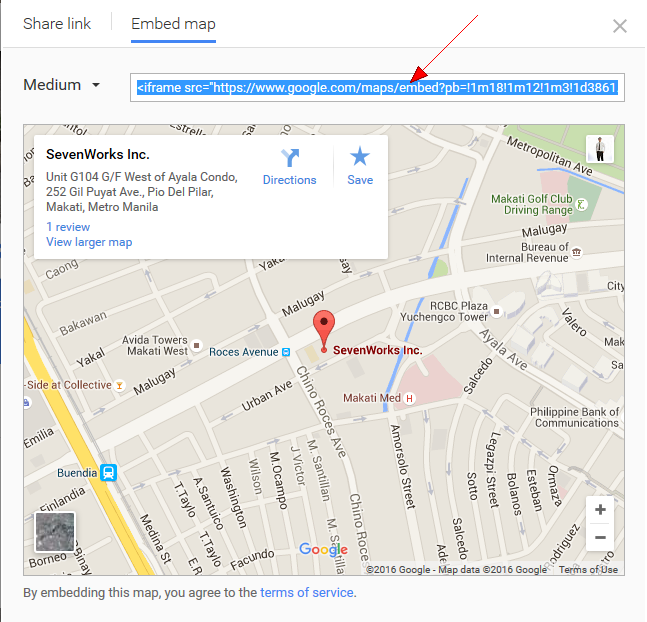 Share link
Embed map
Medium
<iframe src="https://www.google.com/maps/embed?pb=!1m18!1m12!1m3!1d3861.
SevenWorks Inc.
Unit G104 G/F West of Ayala Condo,
252 Gil Puyat Ave., Pio Del Pilar,
Makati, Metro Manila
1 review
View larger map
Directions
Save
Metropolitan Ave
Makati Golf Club
Driving Range
Malugay
Bureau of
Internal Revenue
Estrella
Caong
Yaka
Malugay
City
Bakawan
RCBC Plaza
Yuchengco Tower
Valero
Avida Towers
Makati West
Roces Avenue
SevenWorks Inc.
Ayala Ave
Yakal
-Side at Collective
Malugay
Urban Ave
Chino Roces Ave
Makati Med
H
Salcedo
San
Philippine Bank of
Communications
Emilia
Buendia
Finlandia
Medina St
T.Taylo
A.Santuico
T.Taylo
E.R
Washington
Wilson
M.Ocampo
J Victor
M. Santillan
M. Santillan
Chino Roces
Amorsolo Street
Legazpi Street
Sotto
Bolanos
Esteban
Ormaza
Salcedo
Ade
Rodriguez
Borneo
Binay
Facundo
Google
+
−
©2016 Google - Map data ©2016 Google
Terms of Use
By embedding this map, you agree to the terms of service.